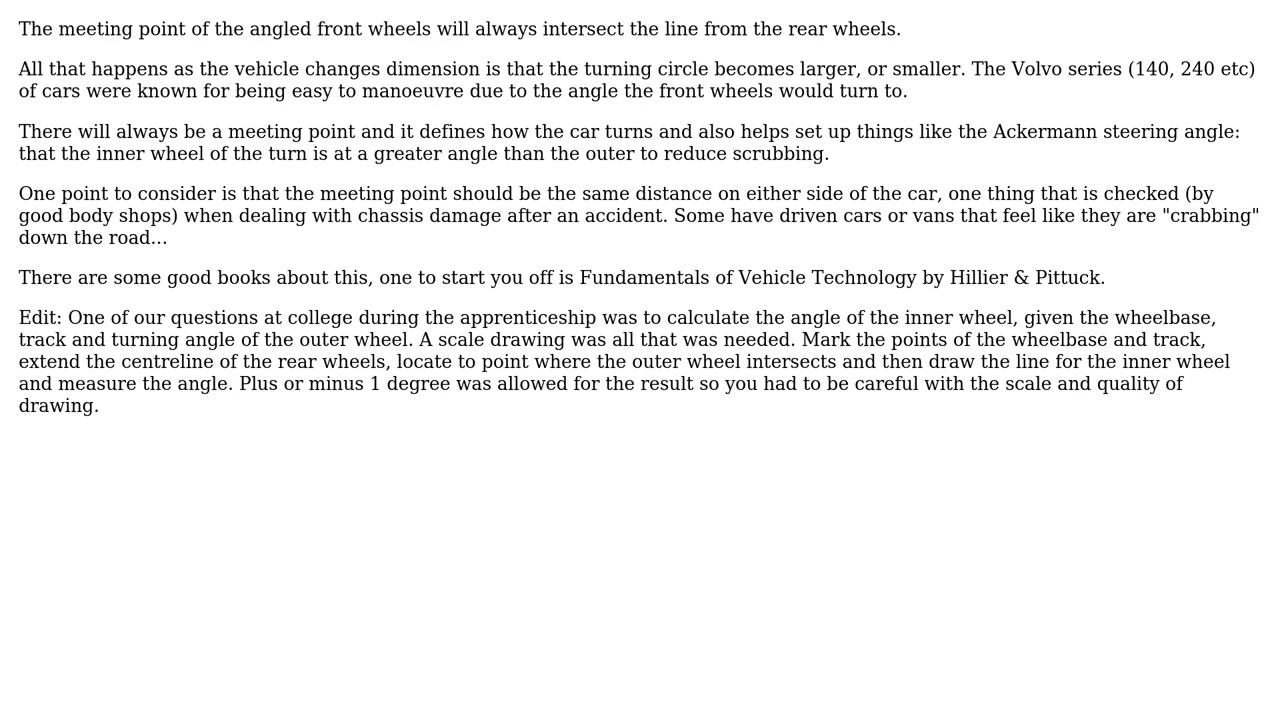 The meeting point of the angled front wheels will always intersect the line from the rear wheels.
All that happens as the vehicle changes dimension is that the turning circle becomes larger, or smaller. The Volvo series (140, 240 etc)
of cars were known for being easy to manoeuvre due to the angle the front wheels would turn to.
There will always be a meeting point and it defines how the car turns and also helps set up things like the Ackermann steering angle:
that the inner wheel of the turn is at a greater angle than the outer to reduce scrubbing.
One point to consider is that the meeting point should be the same distance on either side of the car, one thing that is checked (by
good body shops) when dealing with chassis damage after an accident. Some have driven cars or vans that feel like they are "crabbing"
down the road...
There are some good books about this, one to start you off is Fundamentals of Vehicle Technology by Hillier & Pittuck.
Edit: One of our questions at college during the apprenticeship was to calculate the angle of the inner wheel, given the wheelbase,
track and turning angle of the outer wheel. A scale drawing was all that was needed. Mark the points of the wheelbase and track,
extend the centreline of the rear wheels, locate to point where the outer wheel intersects and then draw the line for the inner wheel
and measure the angle. Plus or minus 1 degree was allowed for the result so you had to be careful with the scale and quality of
drawing.